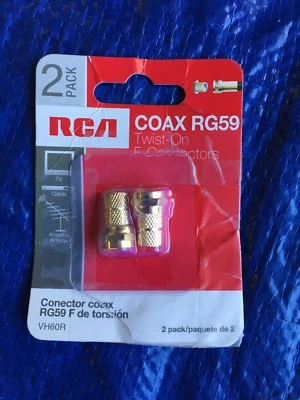 2
PACK
RCA
COAX RG59
Twist-On
F-Connectors
TV
Cable
Antenna
Antena
Conector coax
RG59 F de torsión
VH60R
2 pack/paquete de 2